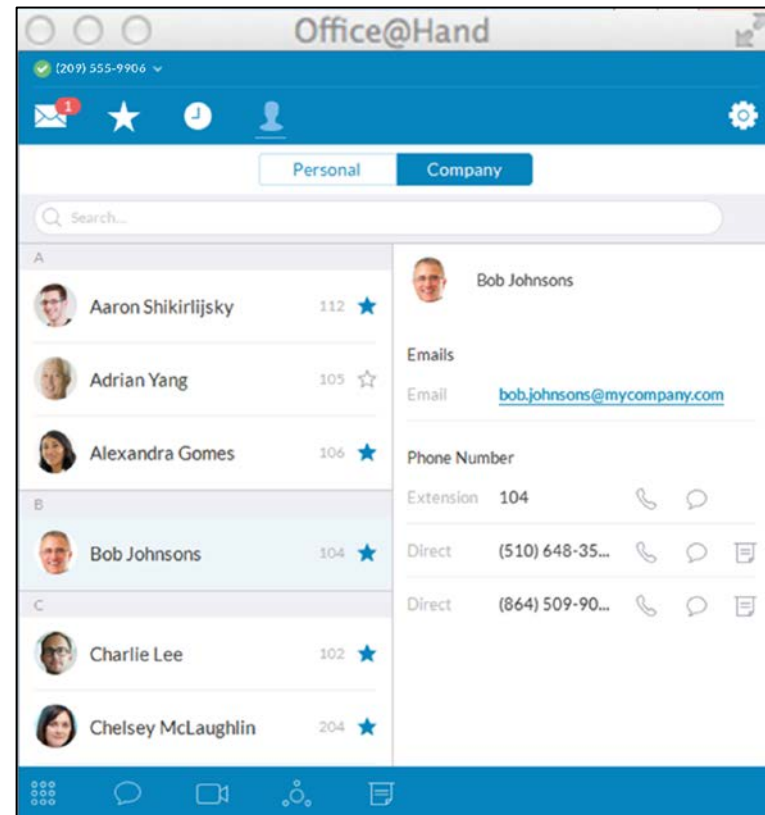 Office@Hand
(209) 555-9906
1
Personal Company
Search...
A
Aaron Shikirlijsky 112
Adrian Yang 105
Alexandra Gomes 106
B
Bob Johnsons 104
C
Charlie Lee 102
Chelsey McLaughlin 204
Bob Johnsons
Emails
Email bob.johnsons@mycompany.com
Phone Number
Extension 104
Direct (510) 648-35...
Direct (864) 509-90...